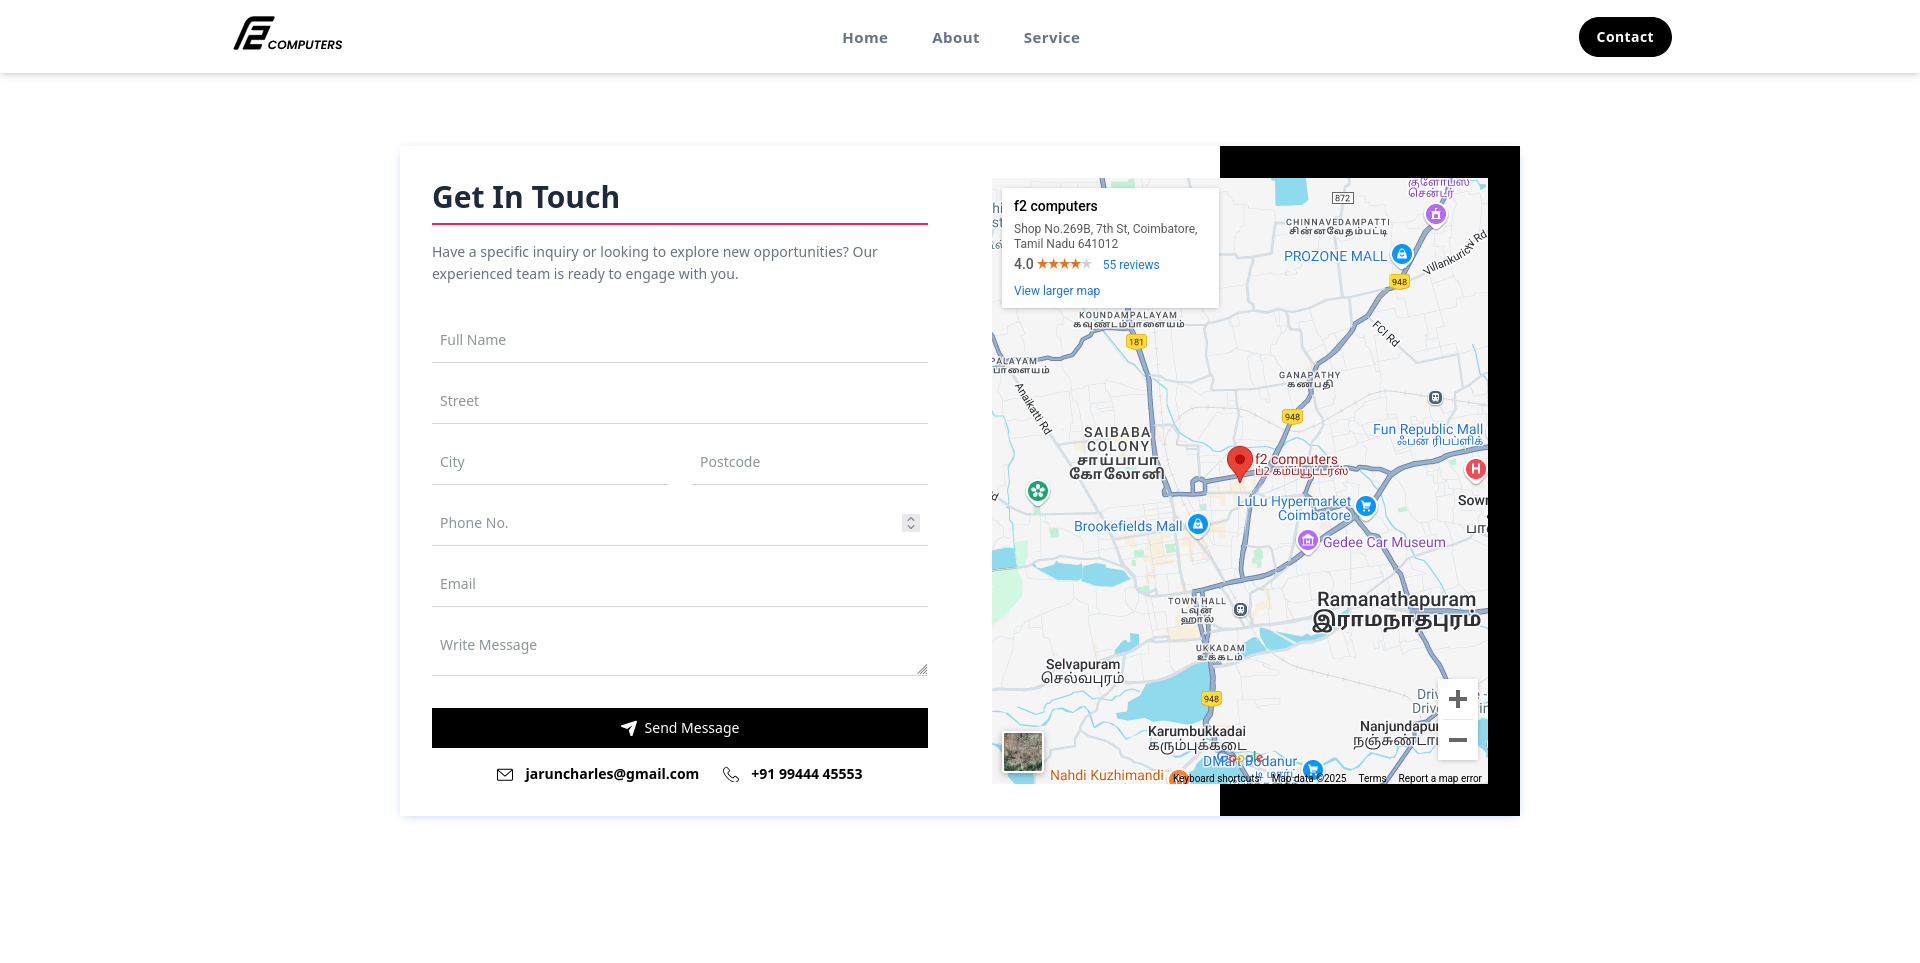 COMPUTERS
Home
About
Service
Contact
Get In Touch
Have a specific inquiry or looking to explore new opportunities? Our
experienced team is ready to engage with you.
Full Name
Street
City
Postcode
Phone No.
Email
Write Message
Send Message
jaruncharles@gmail.com
+91 99444 45553
f2 computers
Shop No.269B, 7th St, Coimbatore,
Tamil Nadu 641012
4.0
55 reviews
View larger map
872
சென்டர்
CHINNAVEDAMPATTI
சின்னவேதம்பட்டி
PROZONE MALL
Villankurichi Rd
948
KOUNDAMPALAYAM
கவுண்டம்பாளையம்
181
FCI Rd
PALAYAM
பாளையம்
GANAPATHY
கணபதி
Anaikatti Rd
948
SAIBABA
COLONY
சாய்பாபா
கோலோனி
Fun Republic Mall
ஃபன் ரிபப்ளிக்
f2 computers
ப்2 கம்ப்யூட்டர்ஸ்
H
LuLu Hypermarket
Coimbatore
Brookefields Mall
Gedee Car Museum
TOWN HALL
டவுன்
ஹால்
Ramanathapuram
இராமநாதபுரம்
UKKADAM
உக்கடம்
Selvapuram
செல்வபுரம்
948
Karumbukkadai
கரும்புக்கடை
Google
DMart Podanur
Nahdi Kuzhimandi
Keyboard shortcuts
Map data ©2025
Terms
Report a map error